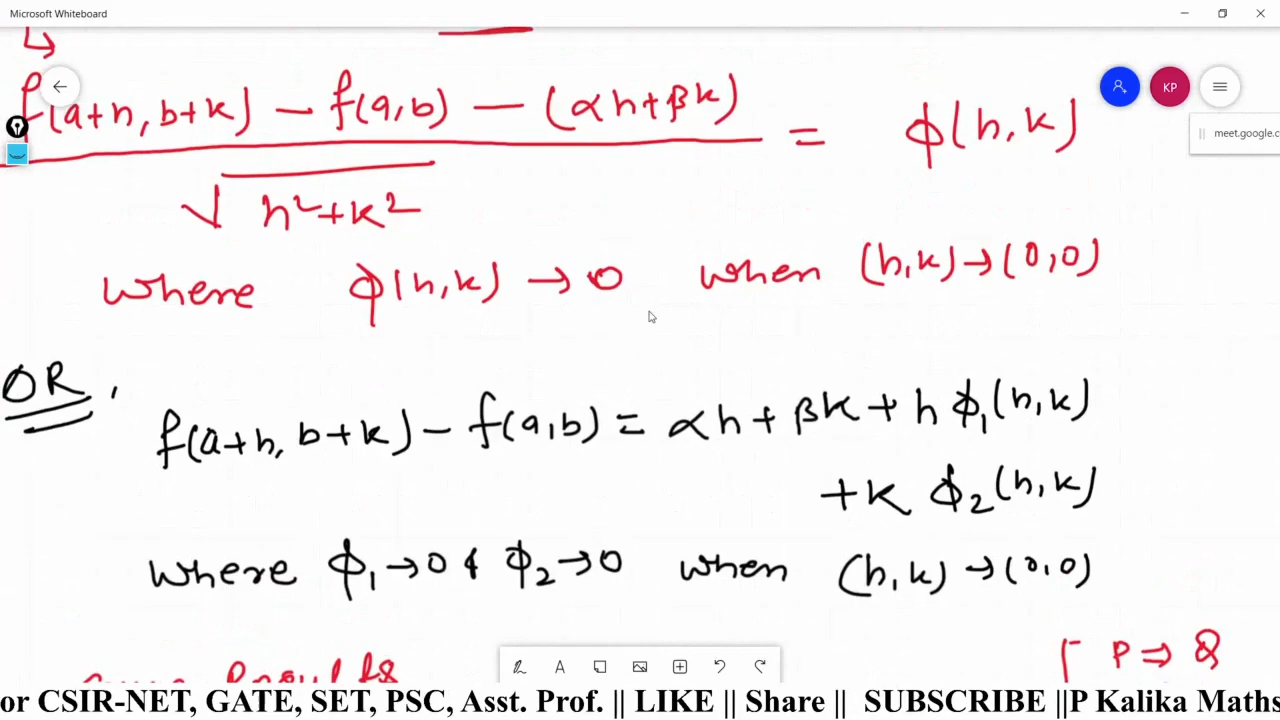 Microsoft Whiteboard
f(a+h, b+k) - f(a,b) - (αh+βk)
= ϕ(h,k)
√h²+k²
KP
meet.google.c
where ϕ(h,k) → 0 when (h,k)→(0,0)
OR,
f(a+h, b+k) - f(a,b) = αh + βk + h ϕ₁(h,k)
+ k ϕ₂(h,k)
where ϕ₁→0 & ϕ₂→0 when (h,k)→(0,0)
[ P ⇒ Q
or CSIR-NET, GATE, SET, PSC, Asst. Prof. || LIKE || Share || SUBSCRIBE ||P Kalika Maths